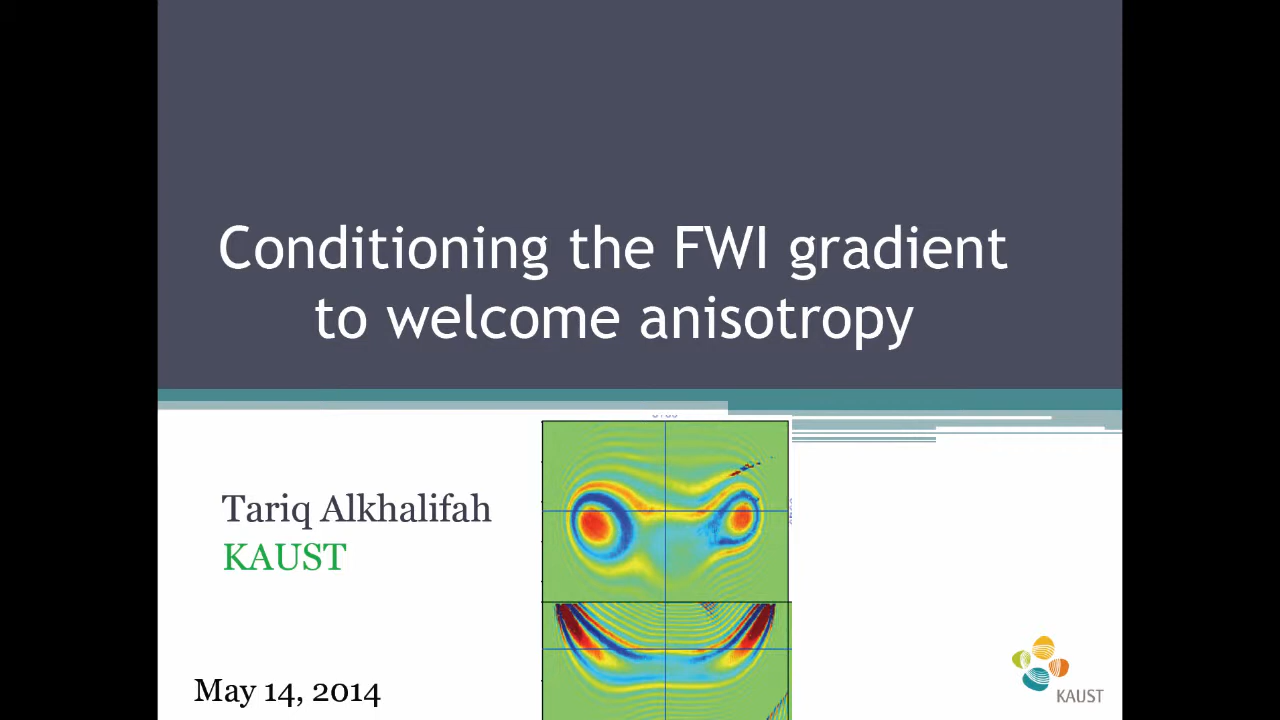 Conditioning the FWI gradient
to welcome anisotropy
Tariq Alkhalifah
KAUST
May 14, 2014
KAUST